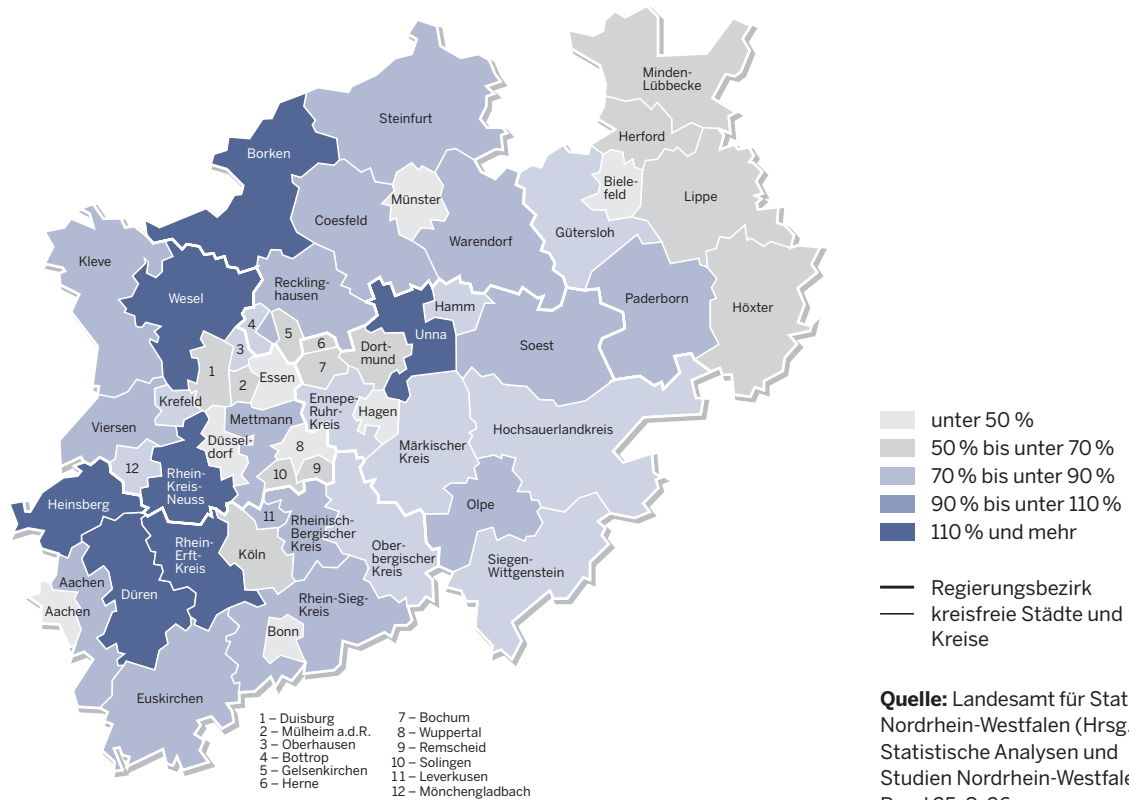 Minden-
Lübbecke
Steinfurt
Herford
Borken
Biele-
feld
Lippe
Münster
Coesfeld
Gütersloh
Warendorf
Kleve
Reckling-
hausen
Wesel
Paderborn
Hamm
Höxter
4
5
Unna
6
Dort-
mund
Soest
3
7
1
2
Essen
Krefeld
Ennepe-
Ruhr-
Kreis
Hagen
Mettmann
Viersen
Düssel-
dorf
Hochsauerlandkreis
8
Märkischer
Kreis
12
9
10
Rhein-
Kreis-
Neuss
Heinsberg
Olpe
11
Rheinisch-
Bergischer
Kreis
Rhein-
Erft-
Kreis
Köln
Ober-
bergischer
Kreis
Siegen-
Wittgenstein
Aachen
Düren
Aachen
Rhein-Sieg-
Kreis
Bonn
Euskirchen
1 – Duisburg
2 – Mülheim a.d.R.
3 – Oberhausen
4 – Bottrop
5 – Gelsenkirchen
6 – Herne
7 – Bochum
8 – Wuppertal
9 – Remscheid
10 – Solingen
11 – Leverkusen
12 – Mönchengladbach
unter 50 %
50 % bis unter 70 %
70 % bis unter 90 %
90 % bis unter 110 %
110 % und mehr
Regierungsbezirk
kreisfreie Städte und
Kreise
Quelle: Landesamt für Stat
Nordrhein-Westfalen (Hrsg.
Statistische Analysen und
Studien Nordrhein-Westfale